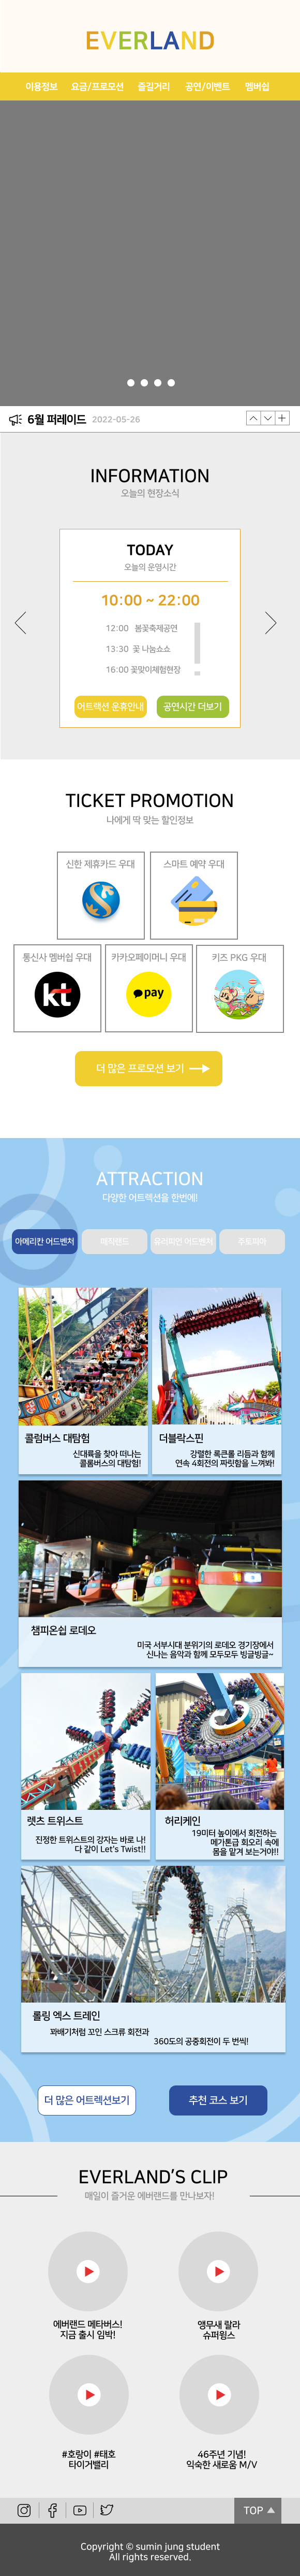 EVERLAND
이용정보 요금/프로모션 즐길거리 공연/이벤트 멤버쉽
6월 퍼레이드 2022-05-26
INFORMATION
오늘의 현장소식
TODAY
오늘의 운영시간
10:00 ~ 22:00
12:00 봄꽃축제공연
13:30 꽃 나눔쇼쇼
16:00 꽃맞이체험현장
어트랙션 운휴안내 공연시간 더보기
TICKET PROMOTION
나에게 딱 맞는 할인정보
신한 제휴카드 우대 스마트 예약 우대
통신사 멤버쉽 우대 카카오페이머니 우대 키즈 PKG 우대
kt pay
더 많은 프로모션 보기
ATTRACTION
다양한 어트렉션을 한번에!
아메리칸 어드벤처 매직랜드 유러피언 어드벤처 주토피아
콜럼버스 대탐험
신대륙을 찾아 떠나는
콜롬버스의 대탐험!
더블락스핀
강렬한 록큰롤 리듬과 함께
연속 4회전의 짜릿함을 느껴봐!
챔피온쉽 로데오
미국 서부시대 분위기의 로데오 경기장에서
신나는 음악과 함께 모두모두 빙글빙글~
렛츠 트위스트
진정한 트위스트의 강자는 바로 나!
다 같이 Let's Twist!!
허리케인
19미터 높이에서 회전하는
메가톤급 회오리 속에
몸을 맡겨 보는거야!!
롤링 엑스 트레인
꽈배기처럼 꼬인 스크류 회전과
360도의 공중회전이 두 번씩!
더 많은 어트렉션보기 추천 코스 보기
EVERLAND'S CLIP
매일이 즐거운 에버랜드를 만나보자!
에버랜드 메타버스!
지금 출시 임박!
앵무새 랄라
슈퍼윙스
#호랑이 #태호
타이거밸리
46주년 기념!
익숙한 새로움 M/V
TOP
Copyright © sumin jung student
All rights reserved.